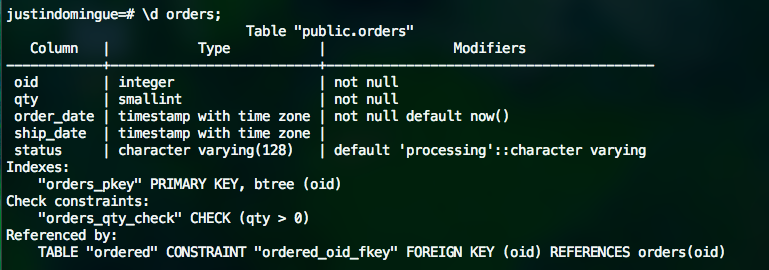 justindomingue=# \d orders;
                              Table "public.orders"
   Column   |           Type           |               Modifiers
------------+--------------------------+----------------------------------------
 oid        | integer                  | not null
 qty        | smallint                 | not null
 order_date | timestamp with time zone | not null default now()
 ship_date  | timestamp with time zone |
 status     | character varying(128)   | default 'processing'::character varying
Indexes:
    "orders_pkey" PRIMARY KEY, btree (oid)
Check constraints:
    "orders_qty_check" CHECK (qty > 0)
Referenced by:
    TABLE "ordered" CONSTRAINT "ordered_oid_fkey" FOREIGN KEY (oid) REFERENCES orders(oid)